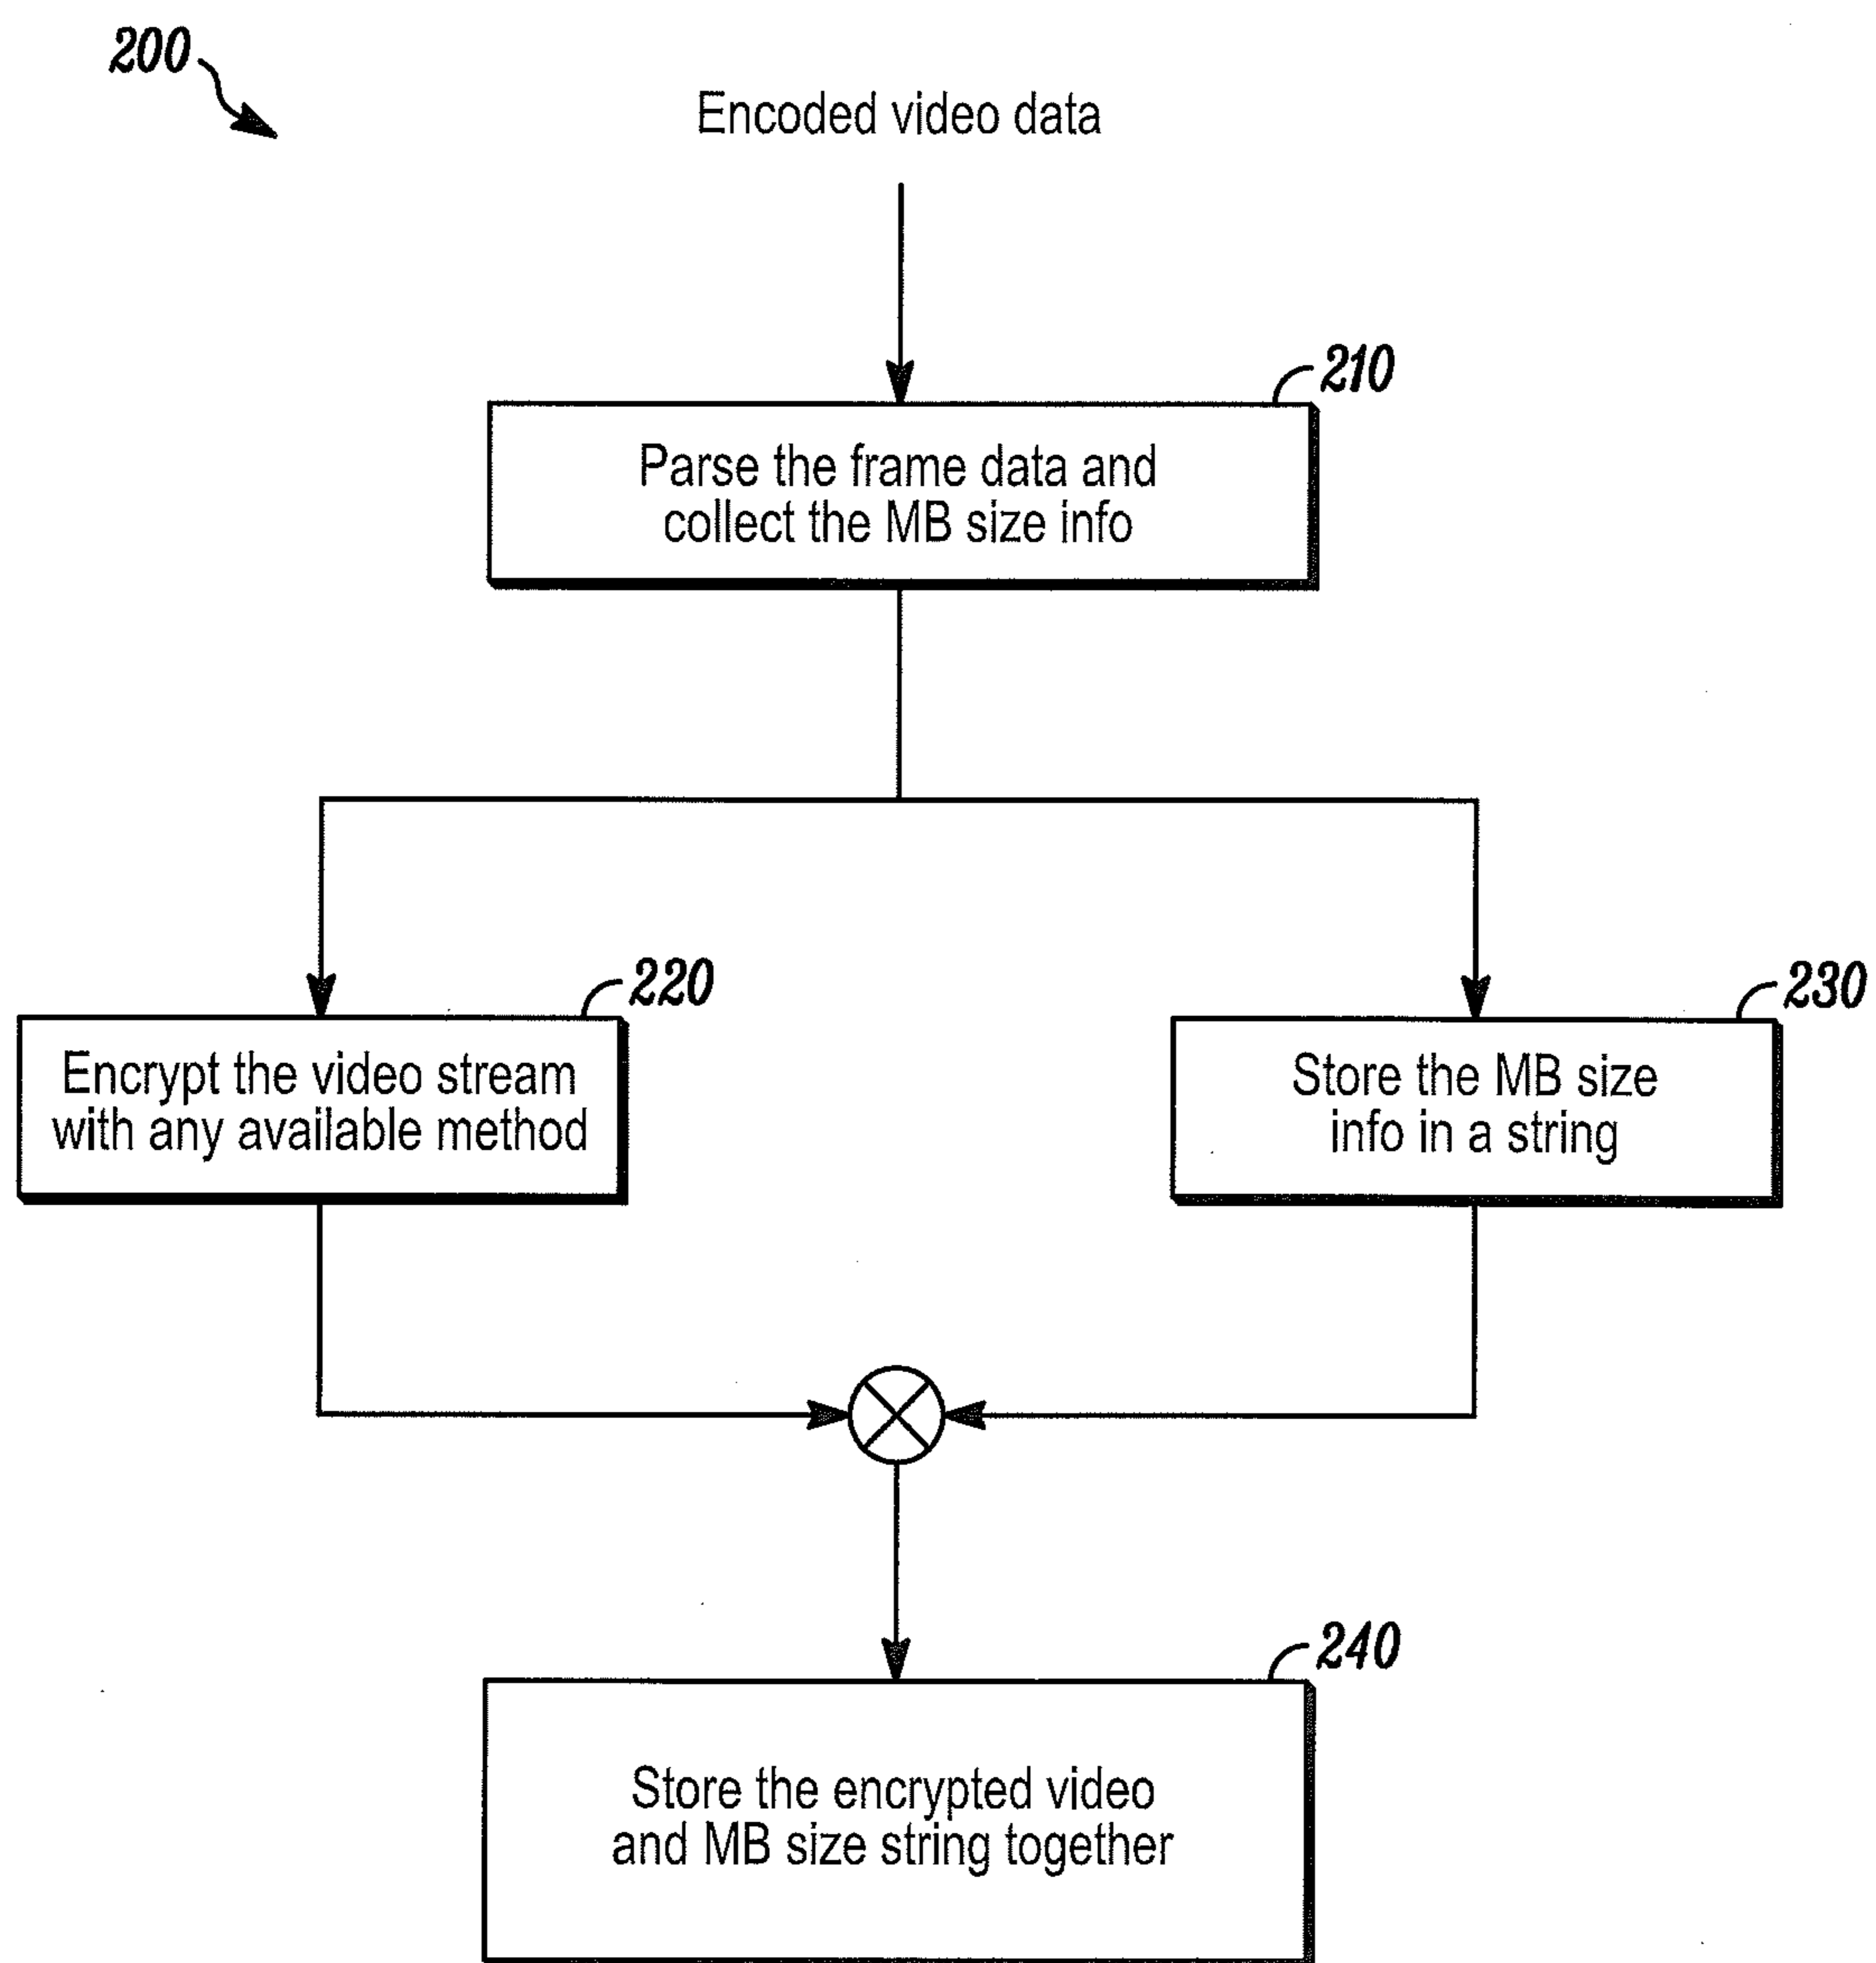 200
Encoded video data
210
Parse the frame data and
collect the MB size info
220
Encrypt the video stream
with any available method
230
Store the MB size
info in a string
240
Store the encrypted video
and MB size string together